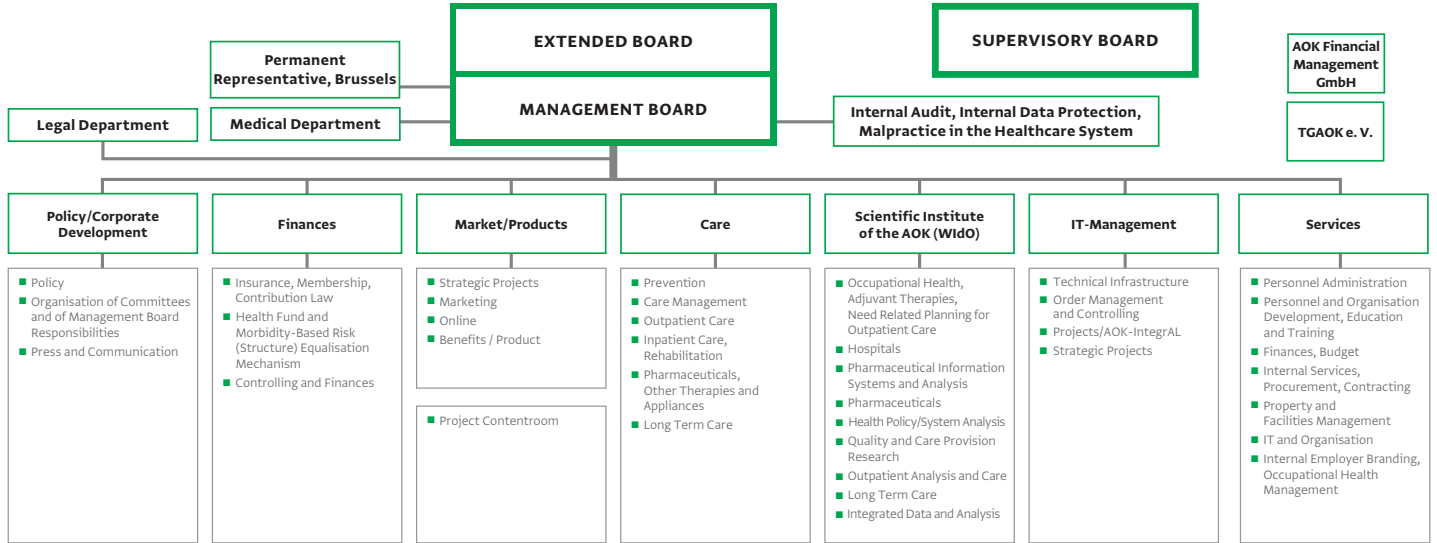 EXTENDED BOARD
SUPERVISORY BOARD
AOK Financial
Management
GmbH
Permanent
Representative, Brussels
MANAGEMENT BOARD
Legal Department
Medical Department
Internal Audit, Internal Data Protection,
Malpractice in the Healthcare System
TGAOK e. V.
Policy/Corporate
Development
Finances
Market/Products
Care
Scientific Institute
of the AOK (WIdO)
IT-Management
Services
Policy
Organisation of Committees
and of Management Board
Responsibilities
Press and Communication
Insurance, Membership,
Contribution Law
Health Fund and
Morbidity-Based Risk
(Structure) Equalisation
Mechanism
Controlling and Finances
Strategic Projects
Marketing
Online
Benefits / Product
Project Contentroom
Prevention
Care Management
Outpatient Care
Inpatient Care,
Rehabilitation
Pharmaceuticals,
Other Therapies and
Appliances
Long Term Care
Occupational Health,
Adjuvant Therapies,
Need Related Planning for
Outpatient Care
Hospitals
Pharmaceutical Information
Systems and Analysis
Pharmaceuticals
Health Policy/System Analysis
Quality and Care Provision
Research
Outpatient Analysis and Care
Long Term Care
Integrated Data and Analysis
Technical Infrastructure
Order Management
and Controlling
Projects/AOK-IntegrAL
Strategic Projects
Personnel Administration
Personnel and Organisation
Development, Education
and Training
Finances, Budget
Internal Services,
Procurement, Contracting
Property and
Facilities Management
IT and Organisation
Internal Employer Branding,
Occupational Health
Management